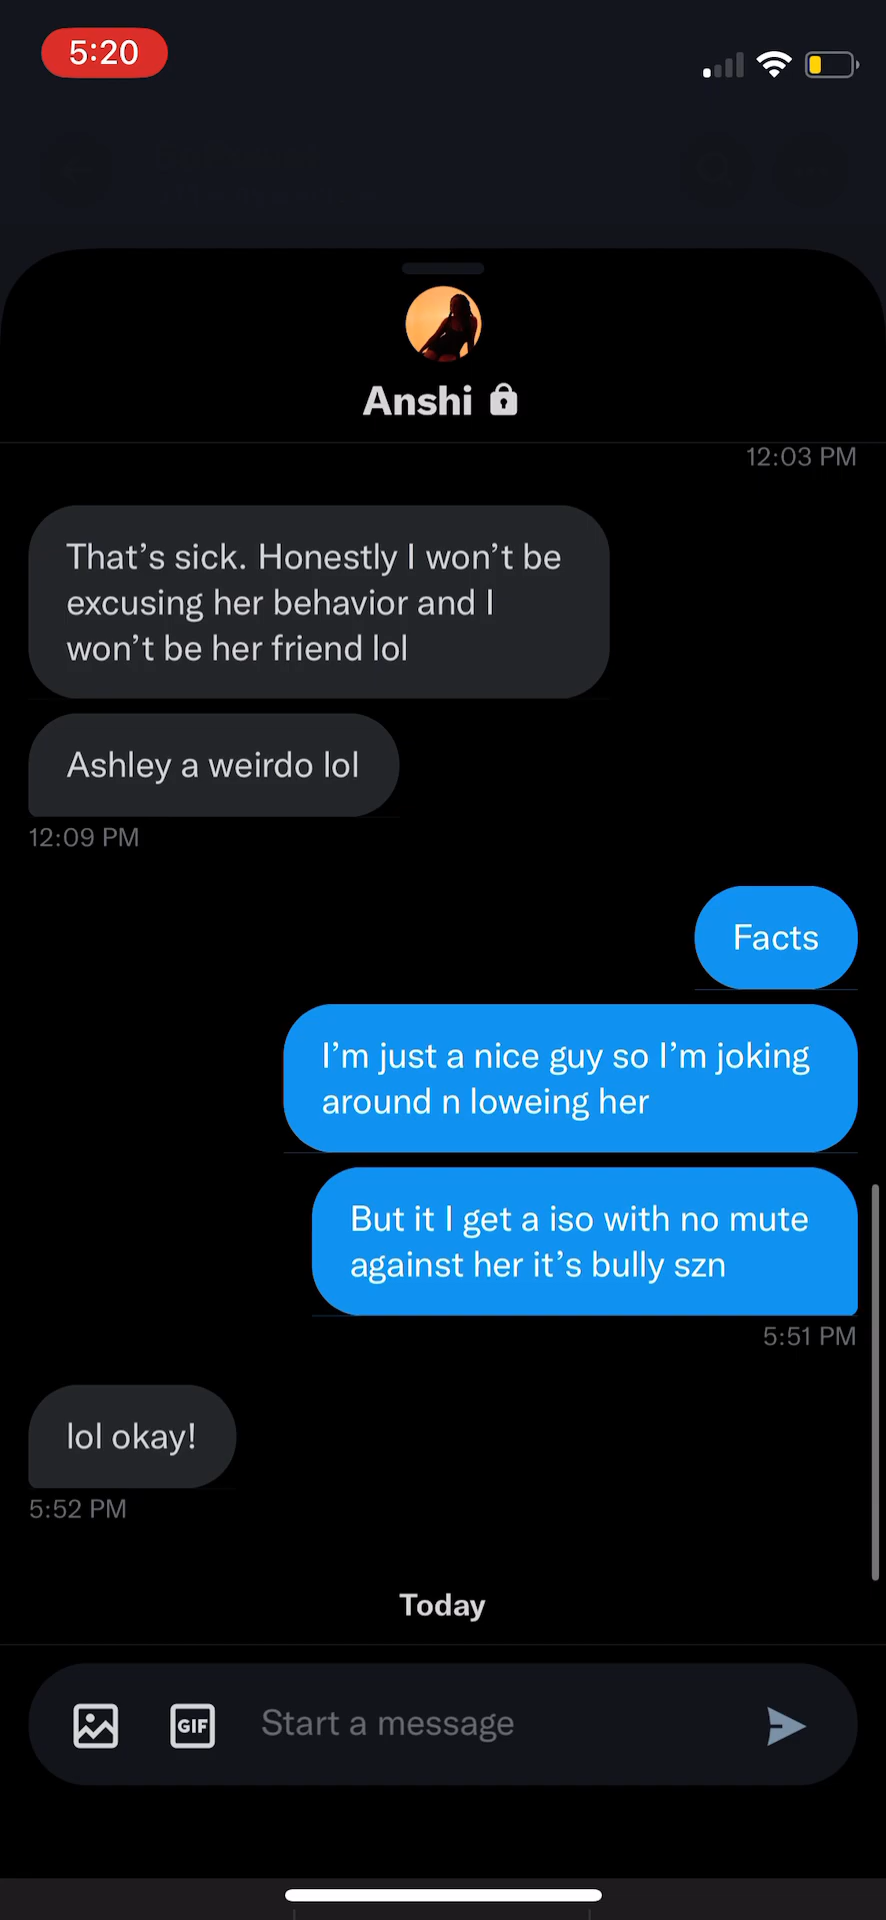 5:20
Anshi
12:03 PM
That's sick. Honestly I won't be
excusing her behavior and I
won't be her friend lol
Ashley a weirdo lol
12:09 PM
Facts
I'm just a nice guy so I'm joking
around n loweing her
But it I get a iso with no mute
against her it's bully szn
5:51 PM
lol okay!
5:52 PM
Today
GIF
Start a message